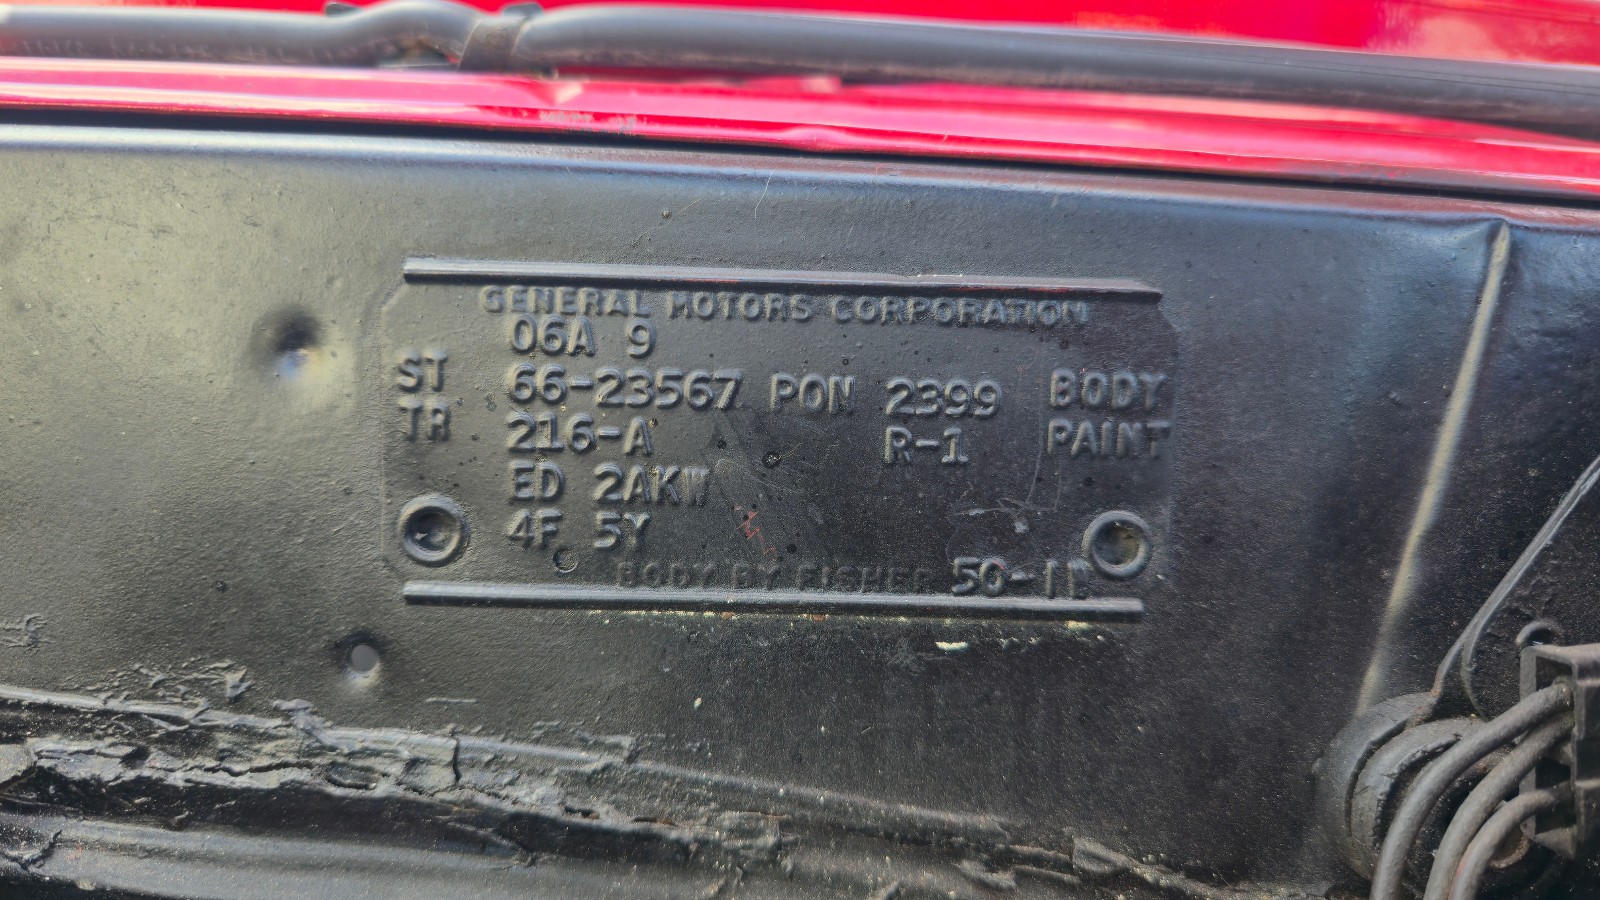 GENERAL MOTORS CORPORATION
06A 9
ST 66-23567 PON 2399 BODY
TR 216-A R-1 PAINT
ED 2AKW
4F 5Y
BODY BY FISHER 50-1W